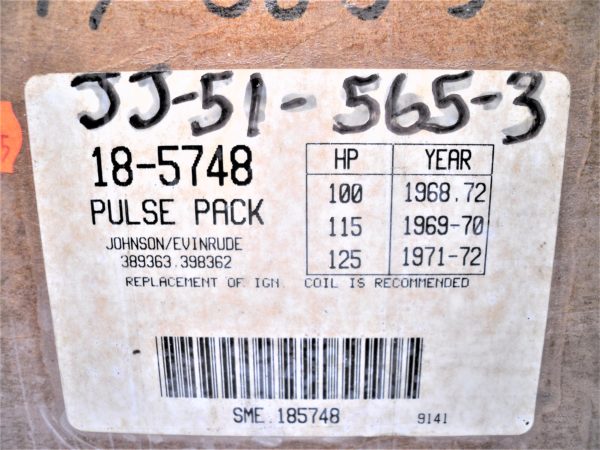 JJ-51-565-3
18-5748
PULSE PACK
JOHNSON/EVINRUDE
389363.398362
HP YEAR
100 1968.72
115 1969-70
125 1971-72
REPLACEMENT OF IGN. COIL IS RECOMMENDED
SME.185748 9141